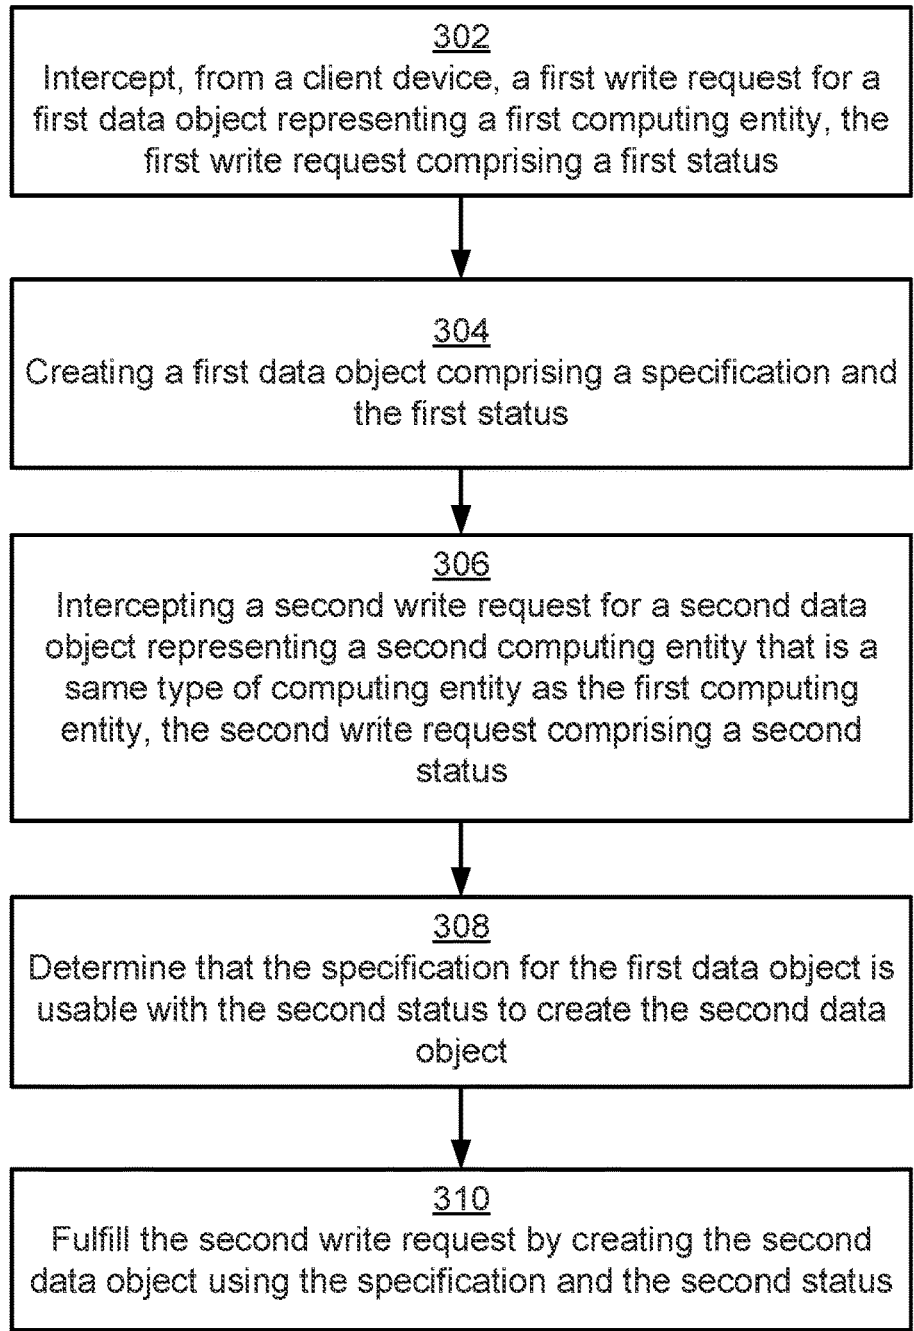 302
Intercept, from a client device, a first write request for a
first data object representing a first computing entity, the
first write request comprising a first status
304
Creating a first data object comprising a specification and
the first status
306
Intercepting a second write request for a second data
object representing a second computing entity that is a
same type of computing entity as the first computing
entity, the second write request comprising a second
status
308
Determine that the specification for the first data object is
usable with the second status to create the second data
object
310
Fulfill the second write request by creating the second
data object using the specification and the second status